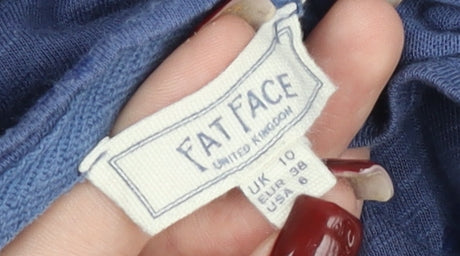 FAT FACE
UNITED KINGDOM
UK 10
EUR 38
USA 6